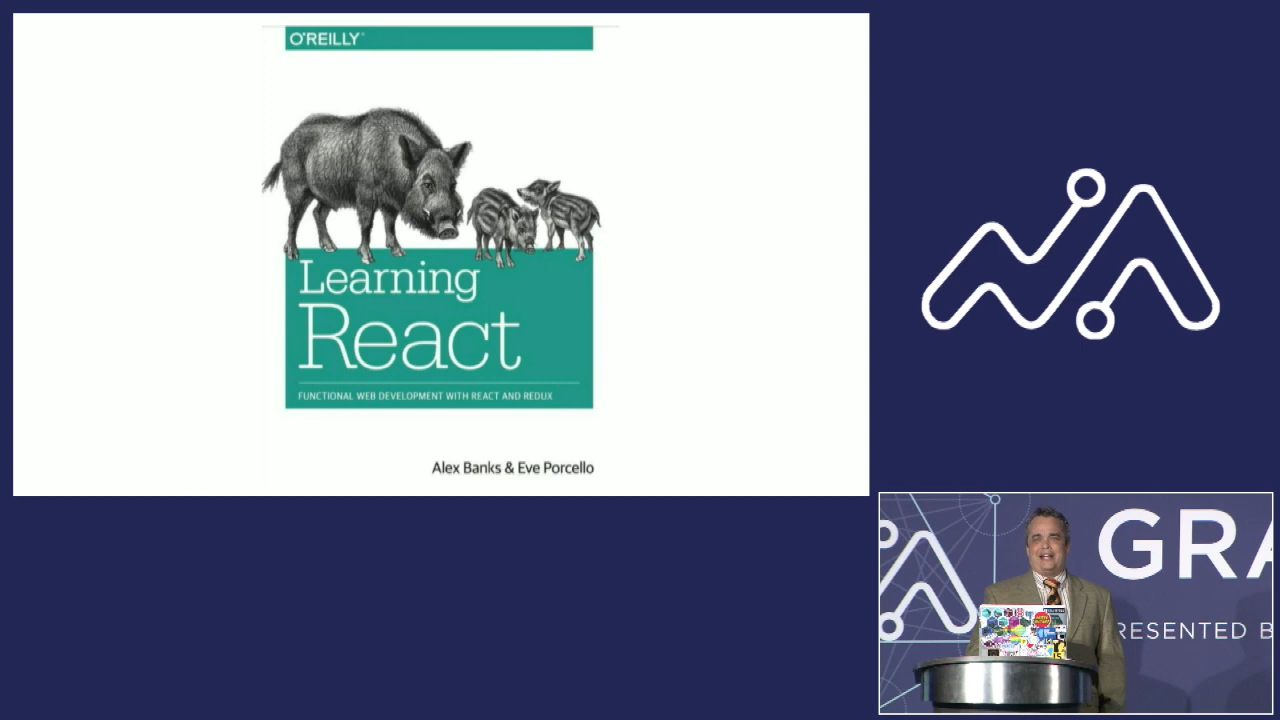 O'REILLY®
Learning
React
FUNCTIONAL WEB DEVELOPMENT WITH REACT AND REDUX
Alex Banks & Eve Porcello
GRA
RESENTED B